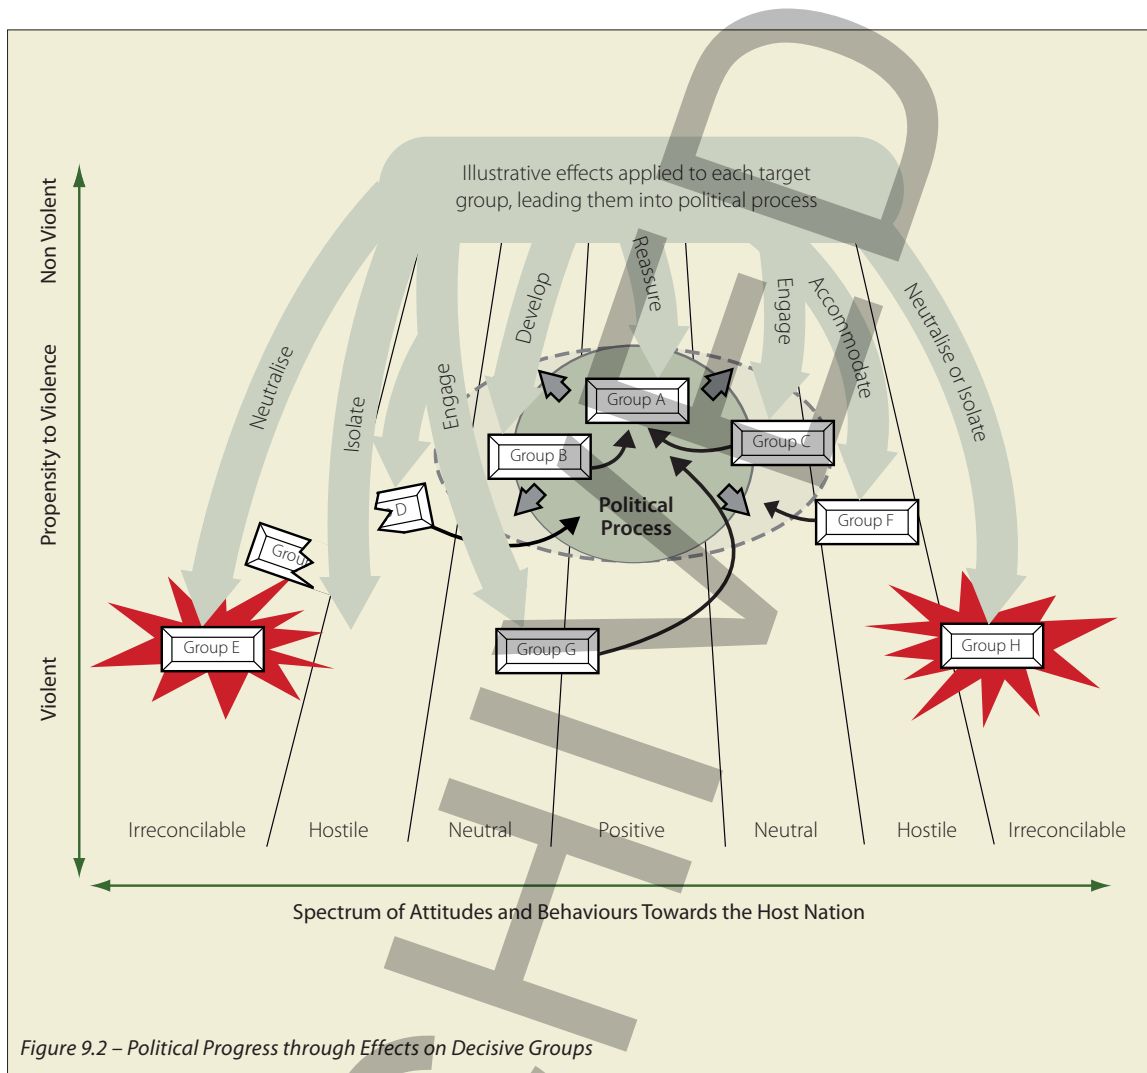 Illustrative effects applied to each target
group, leading them into political process
Non Violent
Propensity to Violence
Violent
Neutralise
Isolate
Engage
Develop
Reassure
Engage
Accommodate
Neutralise or Isolate
Group A
Group B
Group C
D
Grou
Group F
Political
Process
Group E
Group G
Group H
Irreconcilable
Hostile
Neutral
Positive
Neutral
Hostile
Irreconcilable
Spectrum of Attitudes and Behaviours Towards the Host Nation
Figure 9.2 – Political Progress through Effects on Decisive Groups